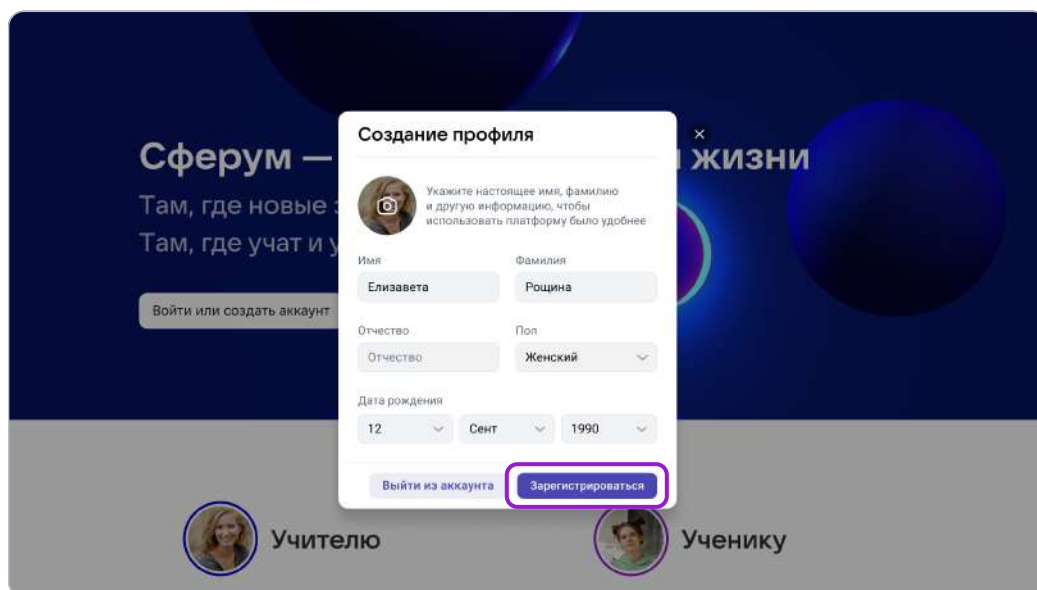 Создание профиля
Сферум —
жизни
Укажите настоящее имя, фамилию
и другую информацию, чтобы
использовать платформу было удобнее
Там, где новые
Там, где учат и
Имя
Фамилия
Елизавета
Рощина
Войти или создать аккаунт
Отчество
Пол
Отчество
Женский
Дата рождения
12
Сент
1990
Выйти из аккаунта
Зарегистрироваться
Учителю
Ученику